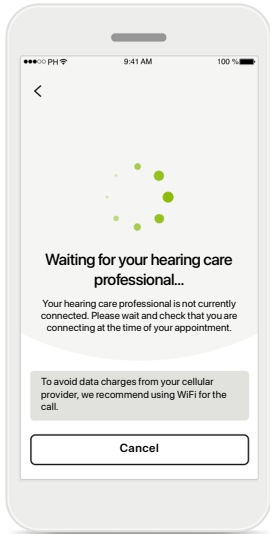 ●●●○○ PH 9:41 AM 100 %
Waiting for your hearing care
professional...
Your hearing care professional is not currently
connected. Please wait and check that you are
connecting at the time of your appointment.
To avoid data charges from your cellular
provider, we recommend using WiFi for the
call.
Cancel